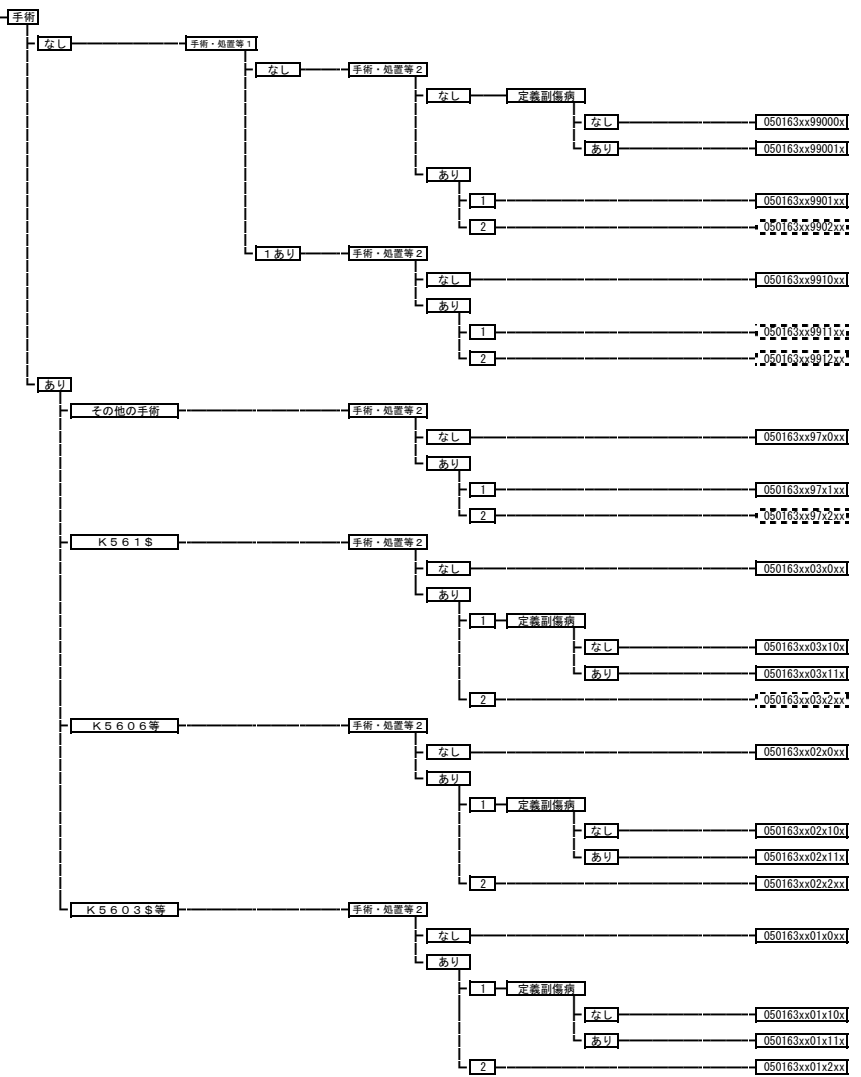 手術
なし 手術・処置等1
なし 手術・処置等2
なし 定義副傷病
なし 050163xx99000x
あり 050163xx99001x
あり
1 050163xx9901xx
2 050163xx9902xx
1あり 手術・処置等2
なし 050163xx9910xx
あり
1 050163xx9911xx
2 050163xx9912xx
あり
その他の手術 手術・処置等2
なし 050163xx97x0xx
あり
1 050163xx97x1xx
2 050163xx97x2xx
K561$ 手術・処置等2
なし 050163xx03x0xx
あり
1 定義副傷病
なし 050163xx03x10x
あり 050163xx03x11x
2 050163xx03x2xx
K5606等 手術・処置等2
なし 050163xx02x0xx
あり
1 定義副傷病
なし 050163xx02x10x
あり 050163xx02x11x
2 050163xx02x2xx
K5603$等 手術・処置等2
なし 050163xx01x0xx
あり
1 定義副傷病
なし 050163xx01x10x
あり 050163xx01x11x
2 050163xx01x2xx